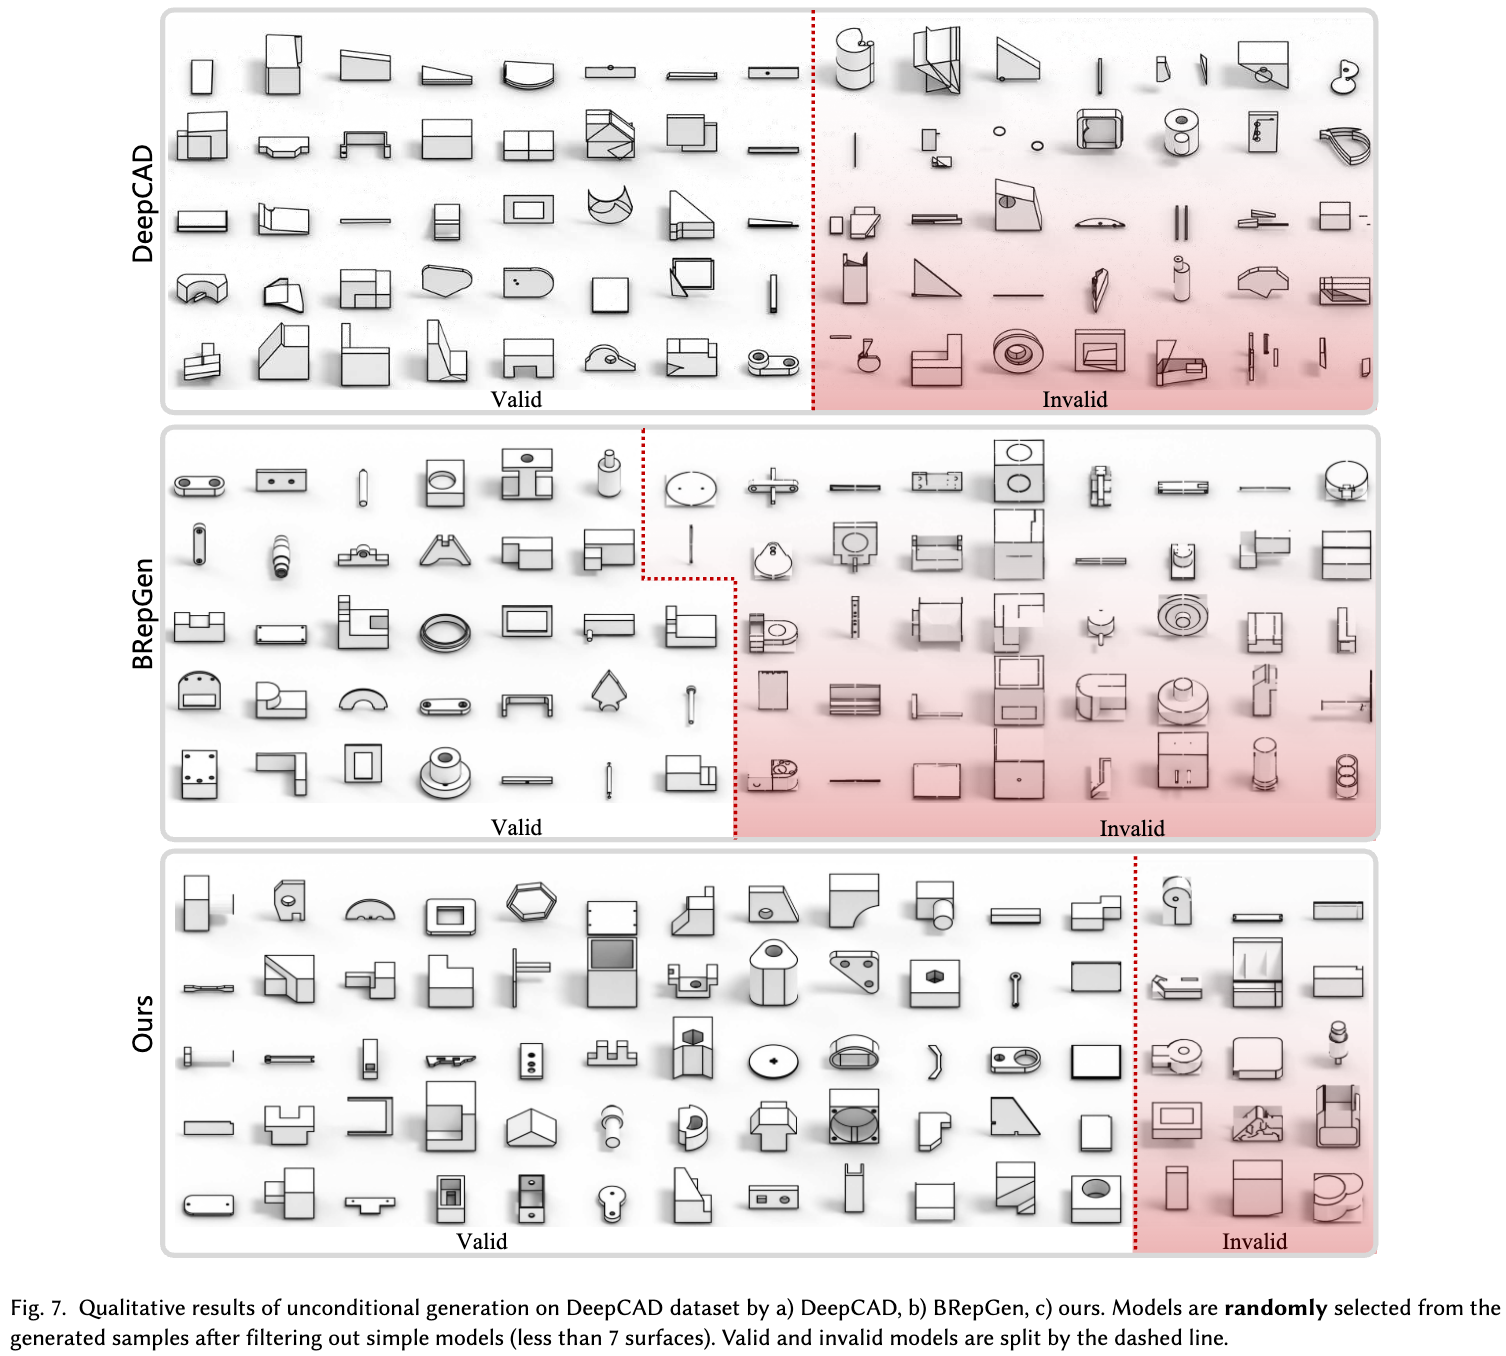 DeepCAD
Valid
Invalid
BRepGen
Valid
Invalid
Ours
Valid
Invalid
Fig. 7. Qualitative results of unconditional generation on DeepCAD dataset by a) DeepCAD, b) BRepGen, c) ours. Models are randomly selected from the
generated samples after filtering out simple models (less than 7 surfaces). Valid and invalid models are split by the dashed line.